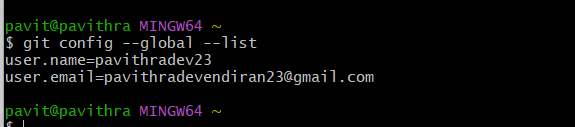 pavit@pavithra MINGW64 ~
$ git config --global --list
user.name=pavithradev23
user.email=pavithradevendiran23@gmail.com
pavit@pavithra MINGW64 ~
$